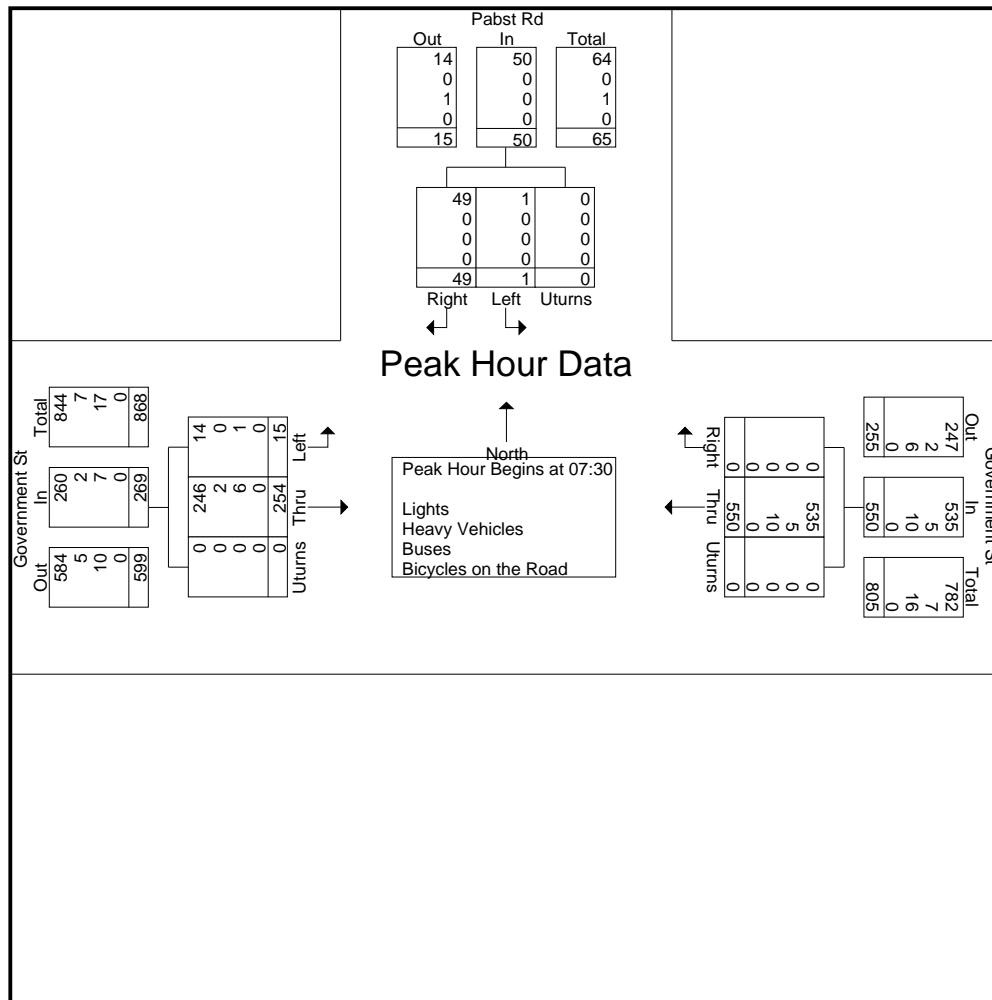 Pabst Rd
Out In Total
14 50 64
0 0 0
1 0 1
0 0 0
15 50 65
49 1 0
0 0 0
0 0 0
0 0 0
49 1 0
Right Left Uturns
Peak Hour Data
North
Peak Hour Begins at 07:30
Lights
Heavy Vehicles
Buses
Bicycles on the Road
Government St
Total
844 7 17 0 868
In
260 2 7 0 269
Out
584 5 10 0 599
Left
14 0 1 0 15
Thru
246 2 6 0 254
Uturns
0 0 0 0 0
Right
0 0 0 0 0
Thru
535 5 10 0 550
Uturns
0 0 0 0 0
Government St
Out
247 2 6 0 255
In
535 5 10 0 550
Total
782 7 16 0 805